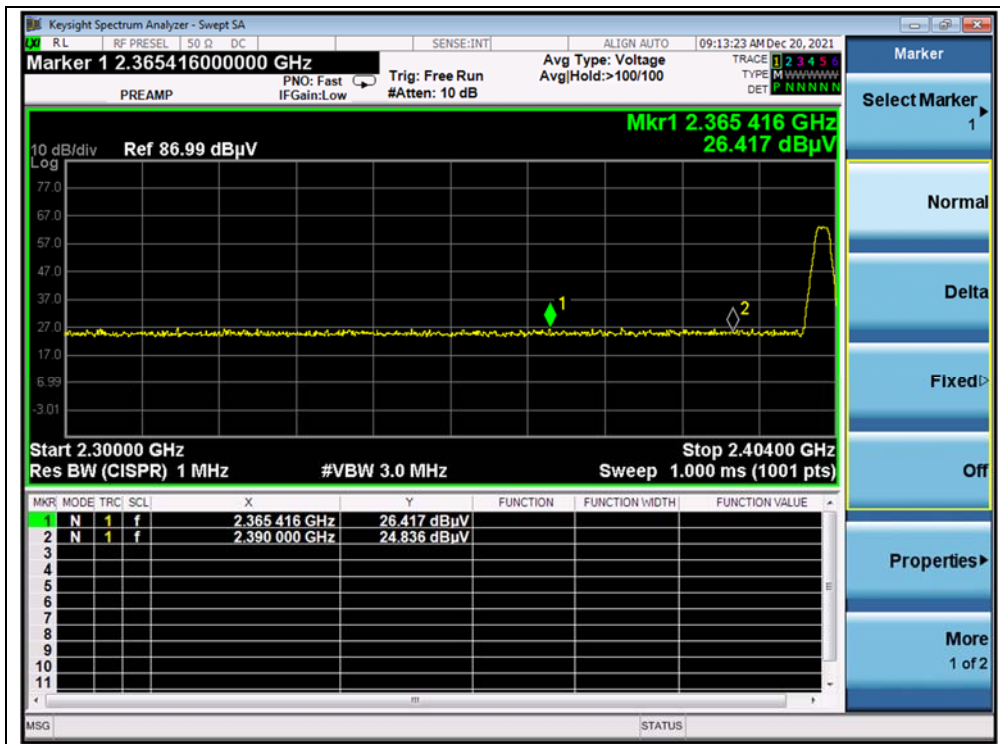 Keysight Spectrum Analyzer - Swept SA
LXI RL RF PRESEL 50 Ω DC SENSE:INT ALIGN AUTO 09:13:23 AM Dec 20, 2021
Marker 1 2.365416000000 GHz
PREAMP
PNO: Fast
IFGain:Low
Trig: Free Run
#Atten: 10 dB
Avg Type: Voltage
Avg|Hold:>100/100
TRACE 1 2 3 4 5 6
TYPE M WWWWW
DET P N N N N N
Mkr1 2.365 416 GHz
26.417 dBµV
10 dB/div Ref 86.99 dBµV
Log
77.0
67.0
57.0
47.0
37.0
27.0
17.0
6.99
-3.01
1
2
Start 2.30000 GHz Stop 2.40400 GHz
Res BW (CISPR) 1 MHz #VBW 3.0 MHz Sweep 1.000 ms (1001 pts)
MKR MODE TRC SCL X Y FUNCTION FUNCTION WIDTH FUNCTION VALUE
1 N 1 f 2.365 416 GHz 26.417 dBµV
2 N 1 f 2.390 000 GHz 24.836 dBµV
3
4
5
6
7
8
9
10
11
MSG STATUS
Marker
Select Marker
1
Normal
Delta
Fixed
Off
Properties
More
1 of 2